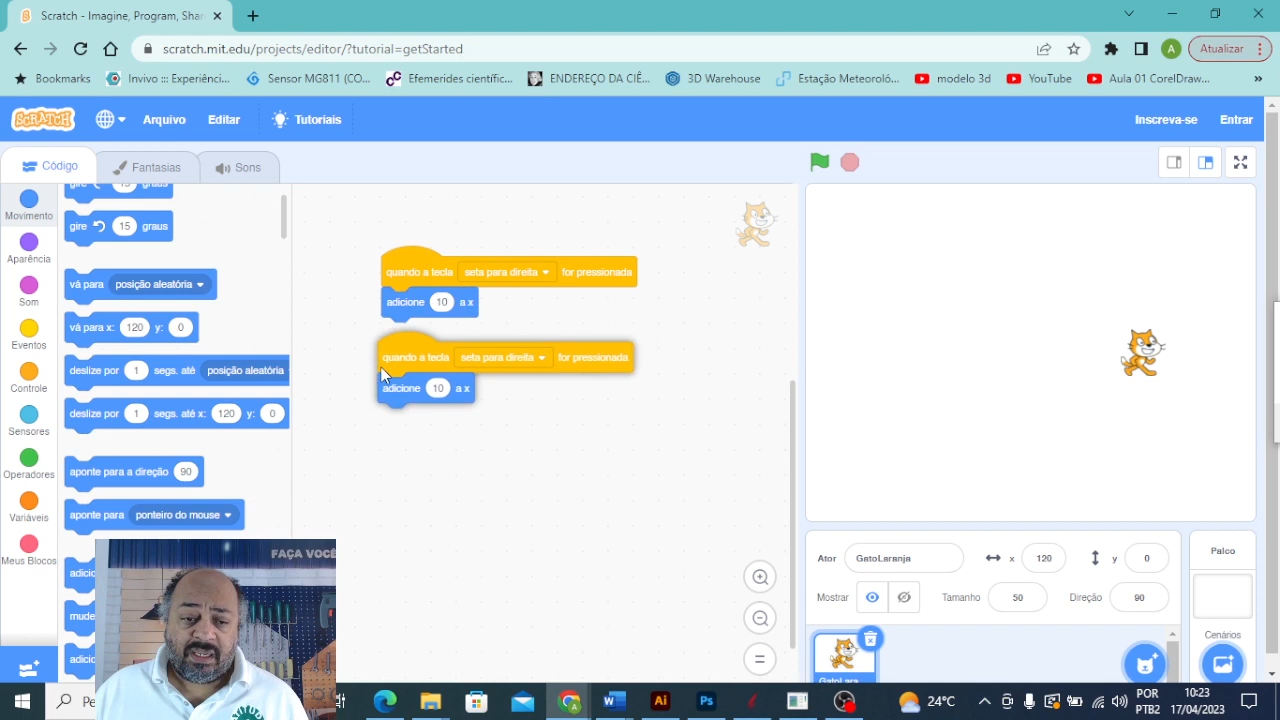 Scratch - Imagine, Program, Shar
scratch.mit.edu/projects/editor/?tutorial=getStarted
A
Atualizar
Bookmarks
Invivo ::: Experiênci...
Sensor MG811 (CO...
Efemerides científic...
ENDEREÇO DA CIÊ...
3D Warehouse
Estação Meteoroló...
modelo 3d
YouTube
Aula 01 CorelDraw...
»
SCRATCH
Arquivo
Editar
Tutoriais
Inscreva-se
Entrar
Código
Fantasias
Sons
Movimento
Aparência
Som
Eventos
Controle
Sensores
Operadores
Variáveis
Meus Blocos
gire 15 graus
gire 15 graus
vá para posição aleatória
vá para x: 120 y: 0
deslize por 1 segs. até posição aleatória
deslize por 1 segs. até x: 120 y: 0
aponte para a direção 90
aponte para ponteiro do mouse
quando a tecla seta para direita for pressionada
adicione 10 a x
quando a tecla seta para direita for pressionada
adicione 10 a x
Ator GatoLaranja x 120 y 0
Mostrar Tamanho 50 Direção 90
Palco
Cenários
FAÇA VOCÊ
24°C
POR
PTB2
10:23
17/04/2023